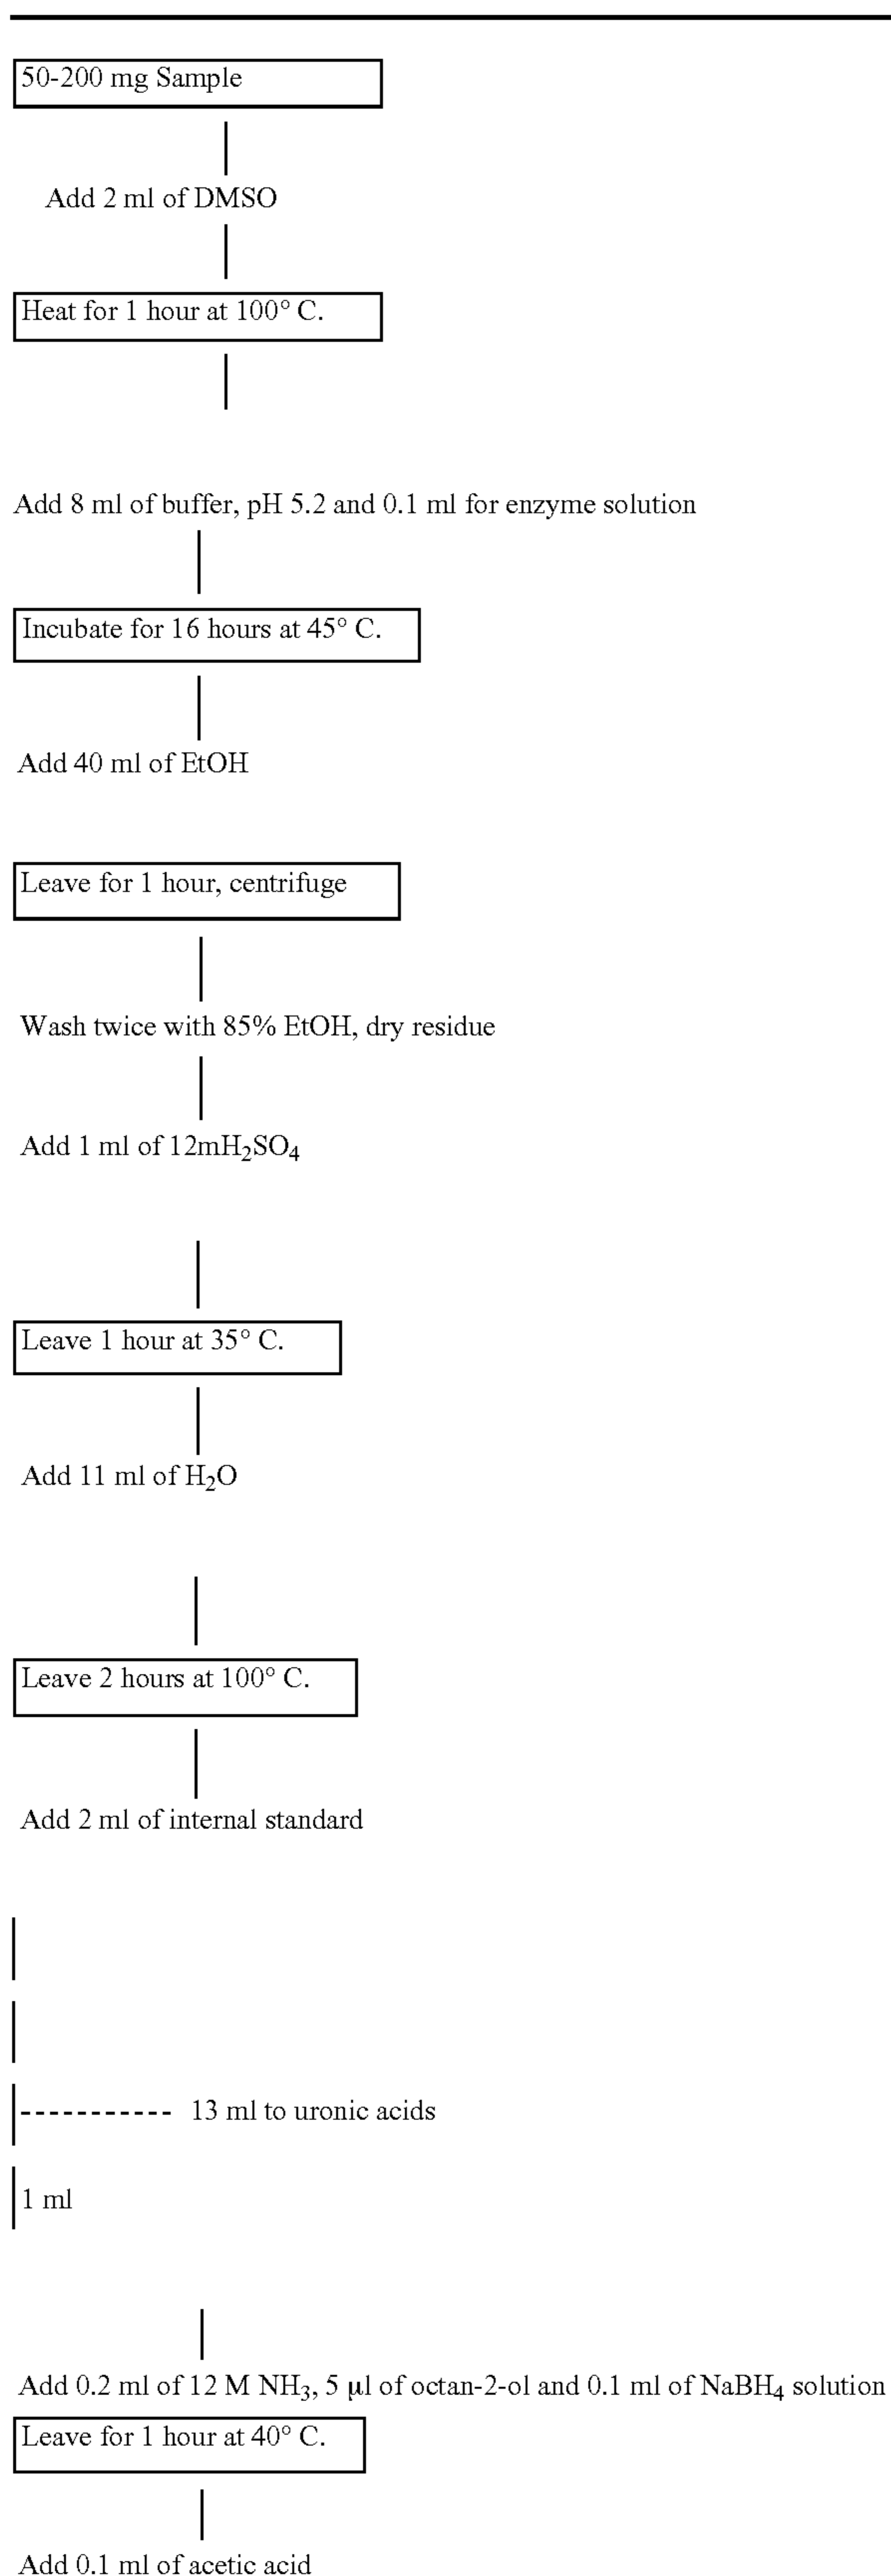 50-200 mg Sample
Add 2 ml of DMSO
Heat for 1 hour at 100° C.
Add 8 ml of buffer, pH 5.2 and 0.1 ml for enzyme solution
Incubate for 16 hours at 45° C.
Add 40 ml of EtOH
Leave for 1 hour, centrifuge
Wash twice with 85% EtOH, dry residue
Add 1 ml of 12mH₂SO₄
Leave 1 hour at 35° C.
Add 11 ml of H₂O
Leave 2 hours at 100° C.
Add 2 ml of internal standard
----------- 13 ml to uronic acids
1 ml
Add 0.2 ml of 12 M NH₃, 5 μl of octan-2-ol and 0.1 ml of NaBH₄ solution
Leave for 1 hour at 40° C.
Add 0.1 ml of acetic acid